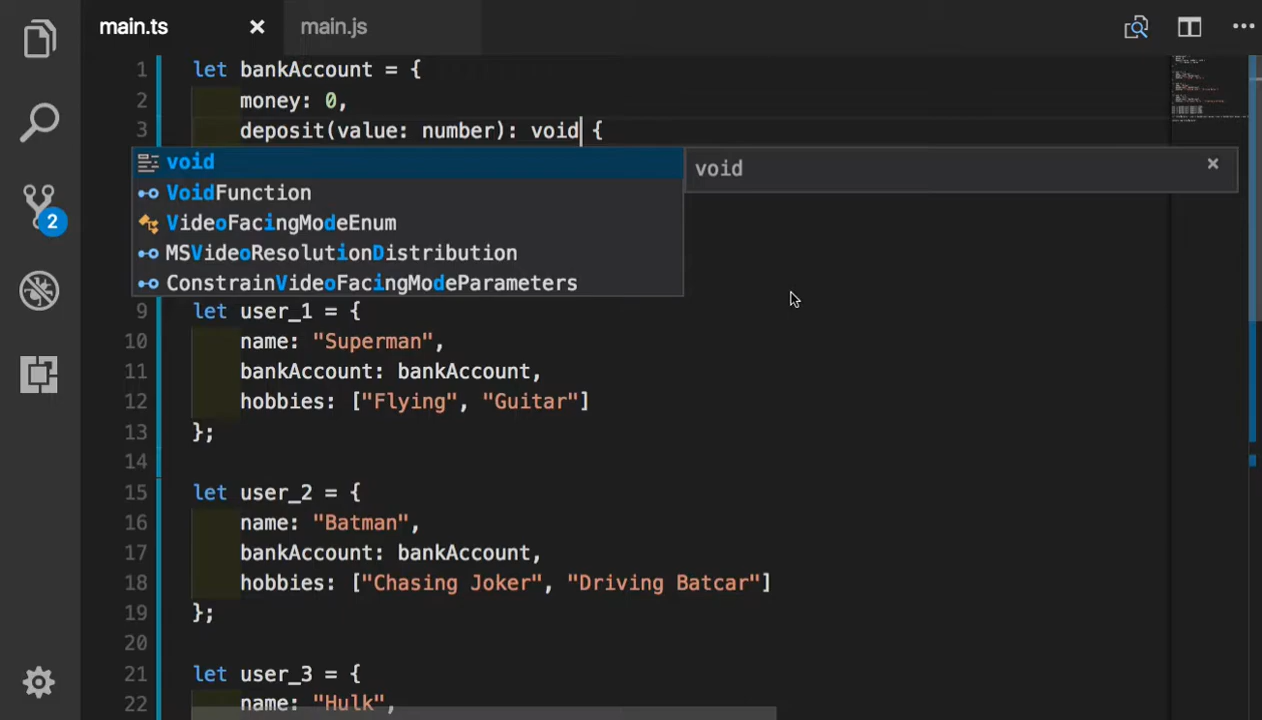 main.ts × main.js
1 let bankAccount = {
2 money: 0,
3 deposit(value: number): void {
void
void ×
VoidFunction
VideoFacingModeEnum
MSVideoResolutionDistribution
ConstrainVideoFacingModeParameters
2
9 let user_1 = {
10 name: "Superman",
11 bankAccount: bankAccount,
12 hobbies: ["Flying", "Guitar"]
13 };
14
15 let user_2 = {
16 name: "Batman",
17 bankAccount: bankAccount,
18 hobbies: ["Chasing Joker", "Driving Batcar"]
19 };
20
21 let user_3 = {
22 name: "Hulk",